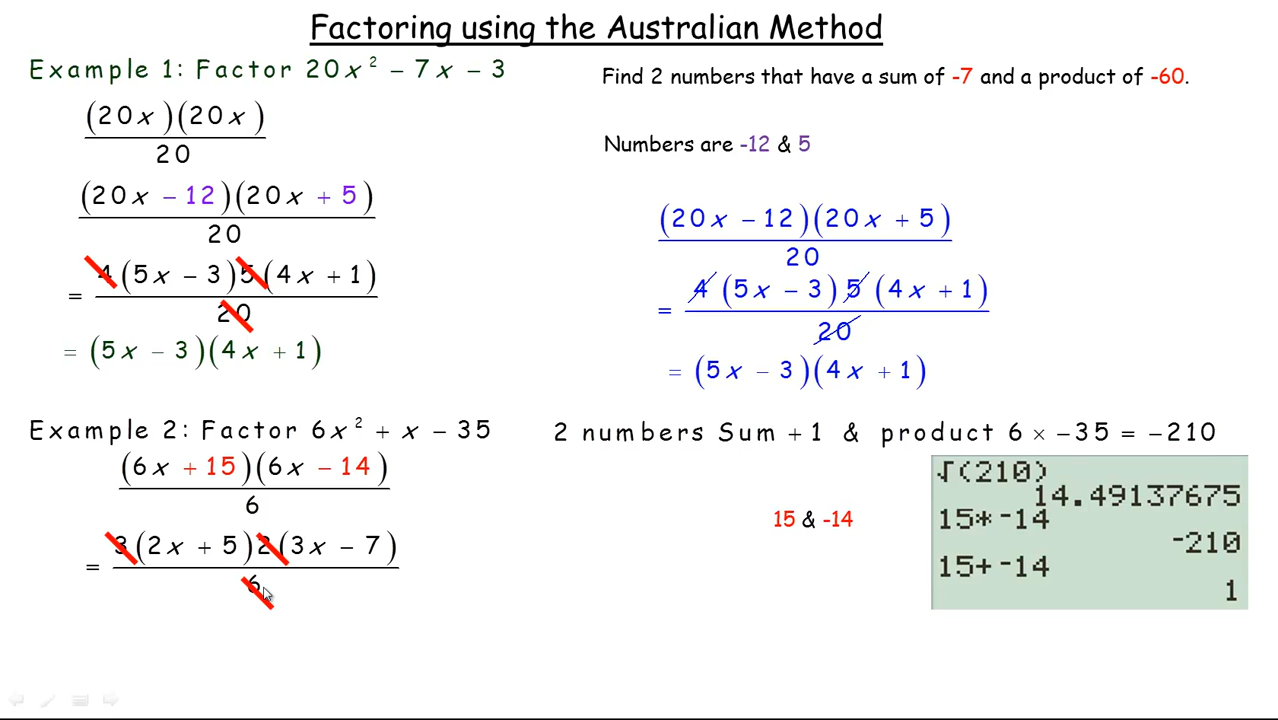 Factoring using the Australian Method
Example 1: Factor 20x² − 7x − 3
(20x )(20x )
20
(20x − 12)(20x + 5)
20
= 4(5x − 3)5(4x + 1)
20
= (5x − 3)(4x + 1)
Find 2 numbers that have a sum of -7 and a product of -60.
Numbers are -12 & 5
(20x − 12)(20x + 5)
20
= 4 (5x − 3) 5 (4x + 1)
20
= (5x − 3)(4x + 1)
Example 2: Factor 6x² + x − 35
(6x + 15)(6x − 14)
6
= 3(2x + 5)2(3x − 7)
6
2 numbers Sum +1 & product 6 × −35 = −210
15 & -14
√(210)
14.49137675
15*-14
-210
15+-14
1